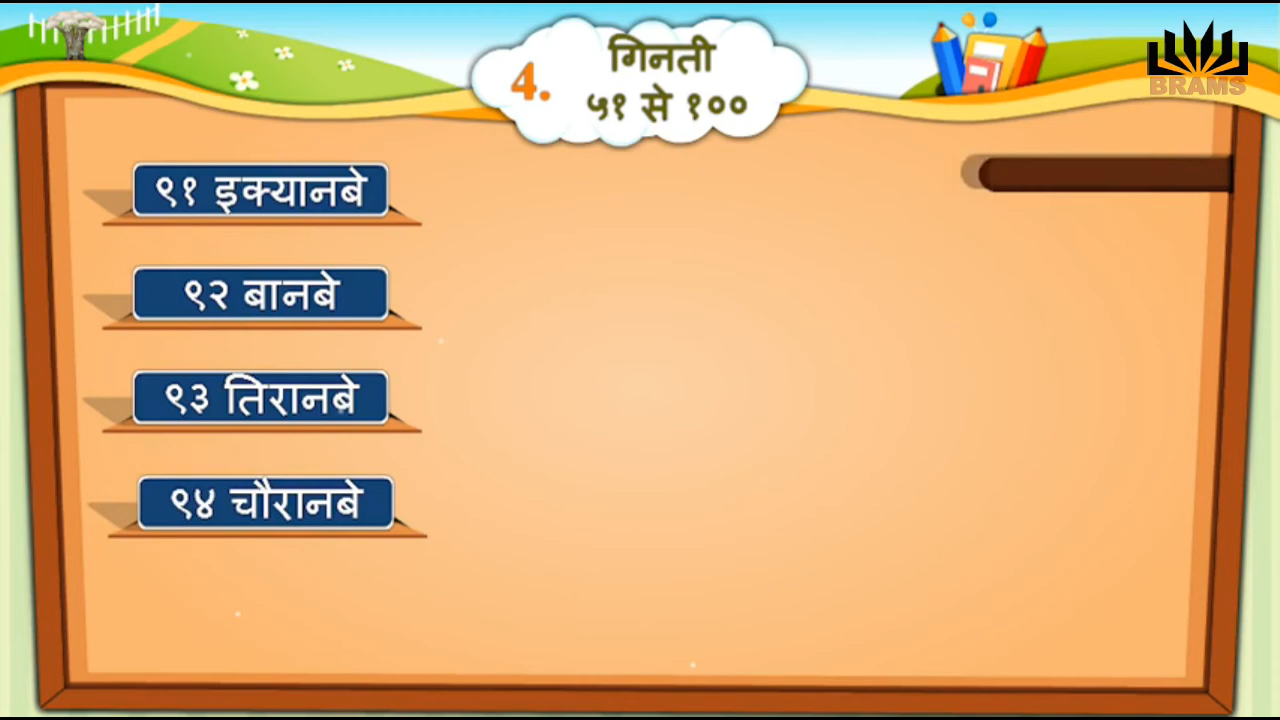 4.
गिनती
५१ से १००
BRAMS
९१ इक्यानबे
९२ बानबे
९३ तिरानबे
९४ चौरानबे